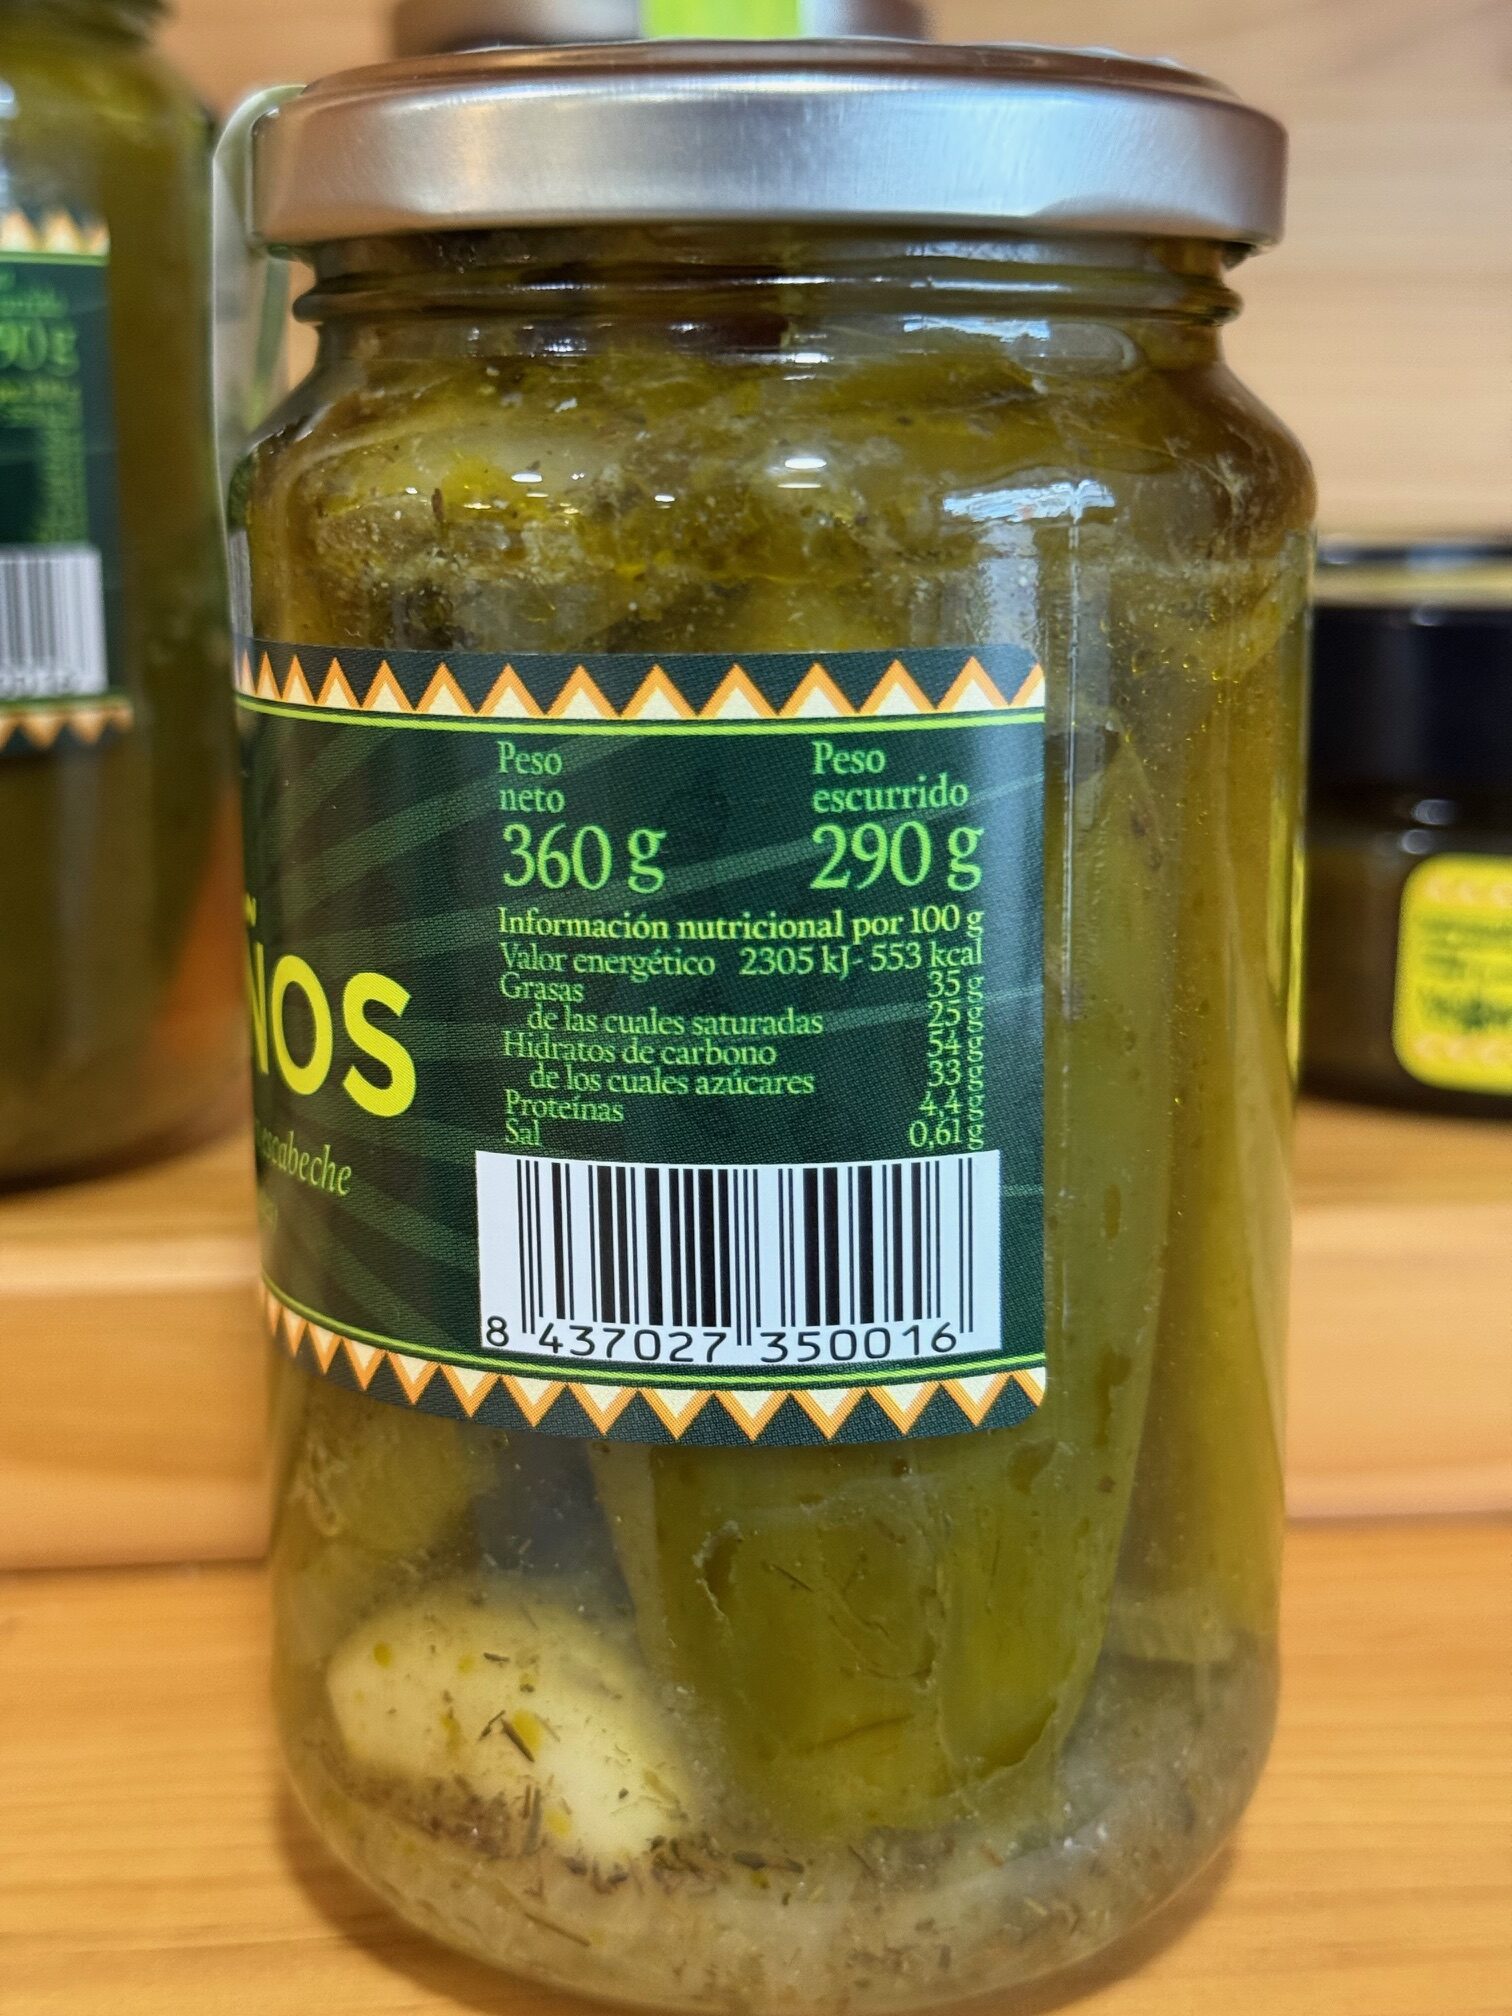 Peso neto 360 g
Peso escurrido 290 g
Información nutricional por 100 g
Valor energético 2305 kJ- 553 kcal
Grasas 35 g
de las cuales saturadas 25 g
Hidratos de carbono 54 g
de los cuales azúcares 33 g
Proteínas 4,4 g
Sal 0,61 g
8 437027 350016
ÑOS
escabeche
90 g